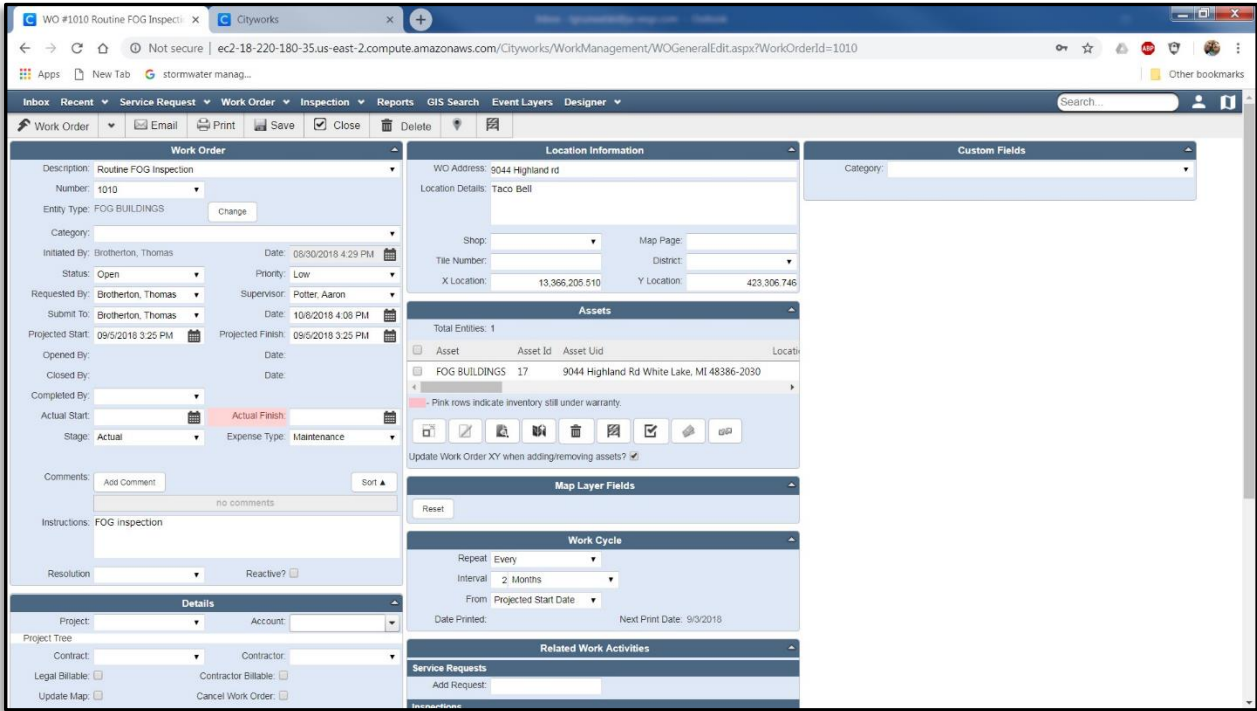 WO #1010 Routine FOG Inspecti
Cityworks
Not secure | ec2-18-220-180-35.us-east-2.compute.amazonaws.com/Cityworks/WorkManagement/WOGeneralEdit.aspx?WorkOrderId=1010
ABP
Apps New Tab G stormwater manag... Other bookmarks
Inbox Recent Service Request Work Order Inspection Reports GIS Search Event Layers Designer Search...
Work Order Email Print Save Close Delete
Work Order
Description: Routine FOG Inspection
Number: 1010
Entity Type: FOG BUILDINGS Change
Category:
Initiated By: Brotherton, Thomas Date: 08/30/2018 4:29 PM
Status: Open Priority: Low
Requested By: Brotherton, Thomas Supervisor: Potter, Aaron
Submit To: Brotherton, Thomas Date: 10/8/2018 4:08 PM
Projected Start: 09/5/2018 3:25 PM Projected Finish: 09/5/2018 3:25 PM
Opened By: Date:
Closed By: Date:
Completed By:
Actual Start: Actual Finish:
Stage: Actual Expense Type: Maintenance
Comments: Add Comment Sort ▲
no comments
Instructions: FOG inspection
Resolution Reactive?
Details
Project: Account:
Project Tree
Contract: Contractor:
Legal Billable: Contractor Billable:
Update Map: Cancel Work Order:
Location Information
WO Address: 9044 Highland rd
Location Details: Taco Bell
Shop: Map Page:
Tile Number: District:
X Location: 13,366,205.510 Y Location: 423,306.746
Assets
Total Entities: 1
Asset Asset Id Asset Uid Locati
FOG BUILDINGS 17 9044 Highland Rd White Lake, MI 48386-2030
- Pink rows indicate inventory still under warranty.
Update Work Order XY when adding/removing assets?
Map Layer Fields
Reset
Work Cycle
Repeat Every
Interval 2 Months
From Projected Start Date
Date Printed: Next Print Date: 9/3/2018
Related Work Activities
Service Requests
Add Request:
Inspections
Custom Fields
Category: